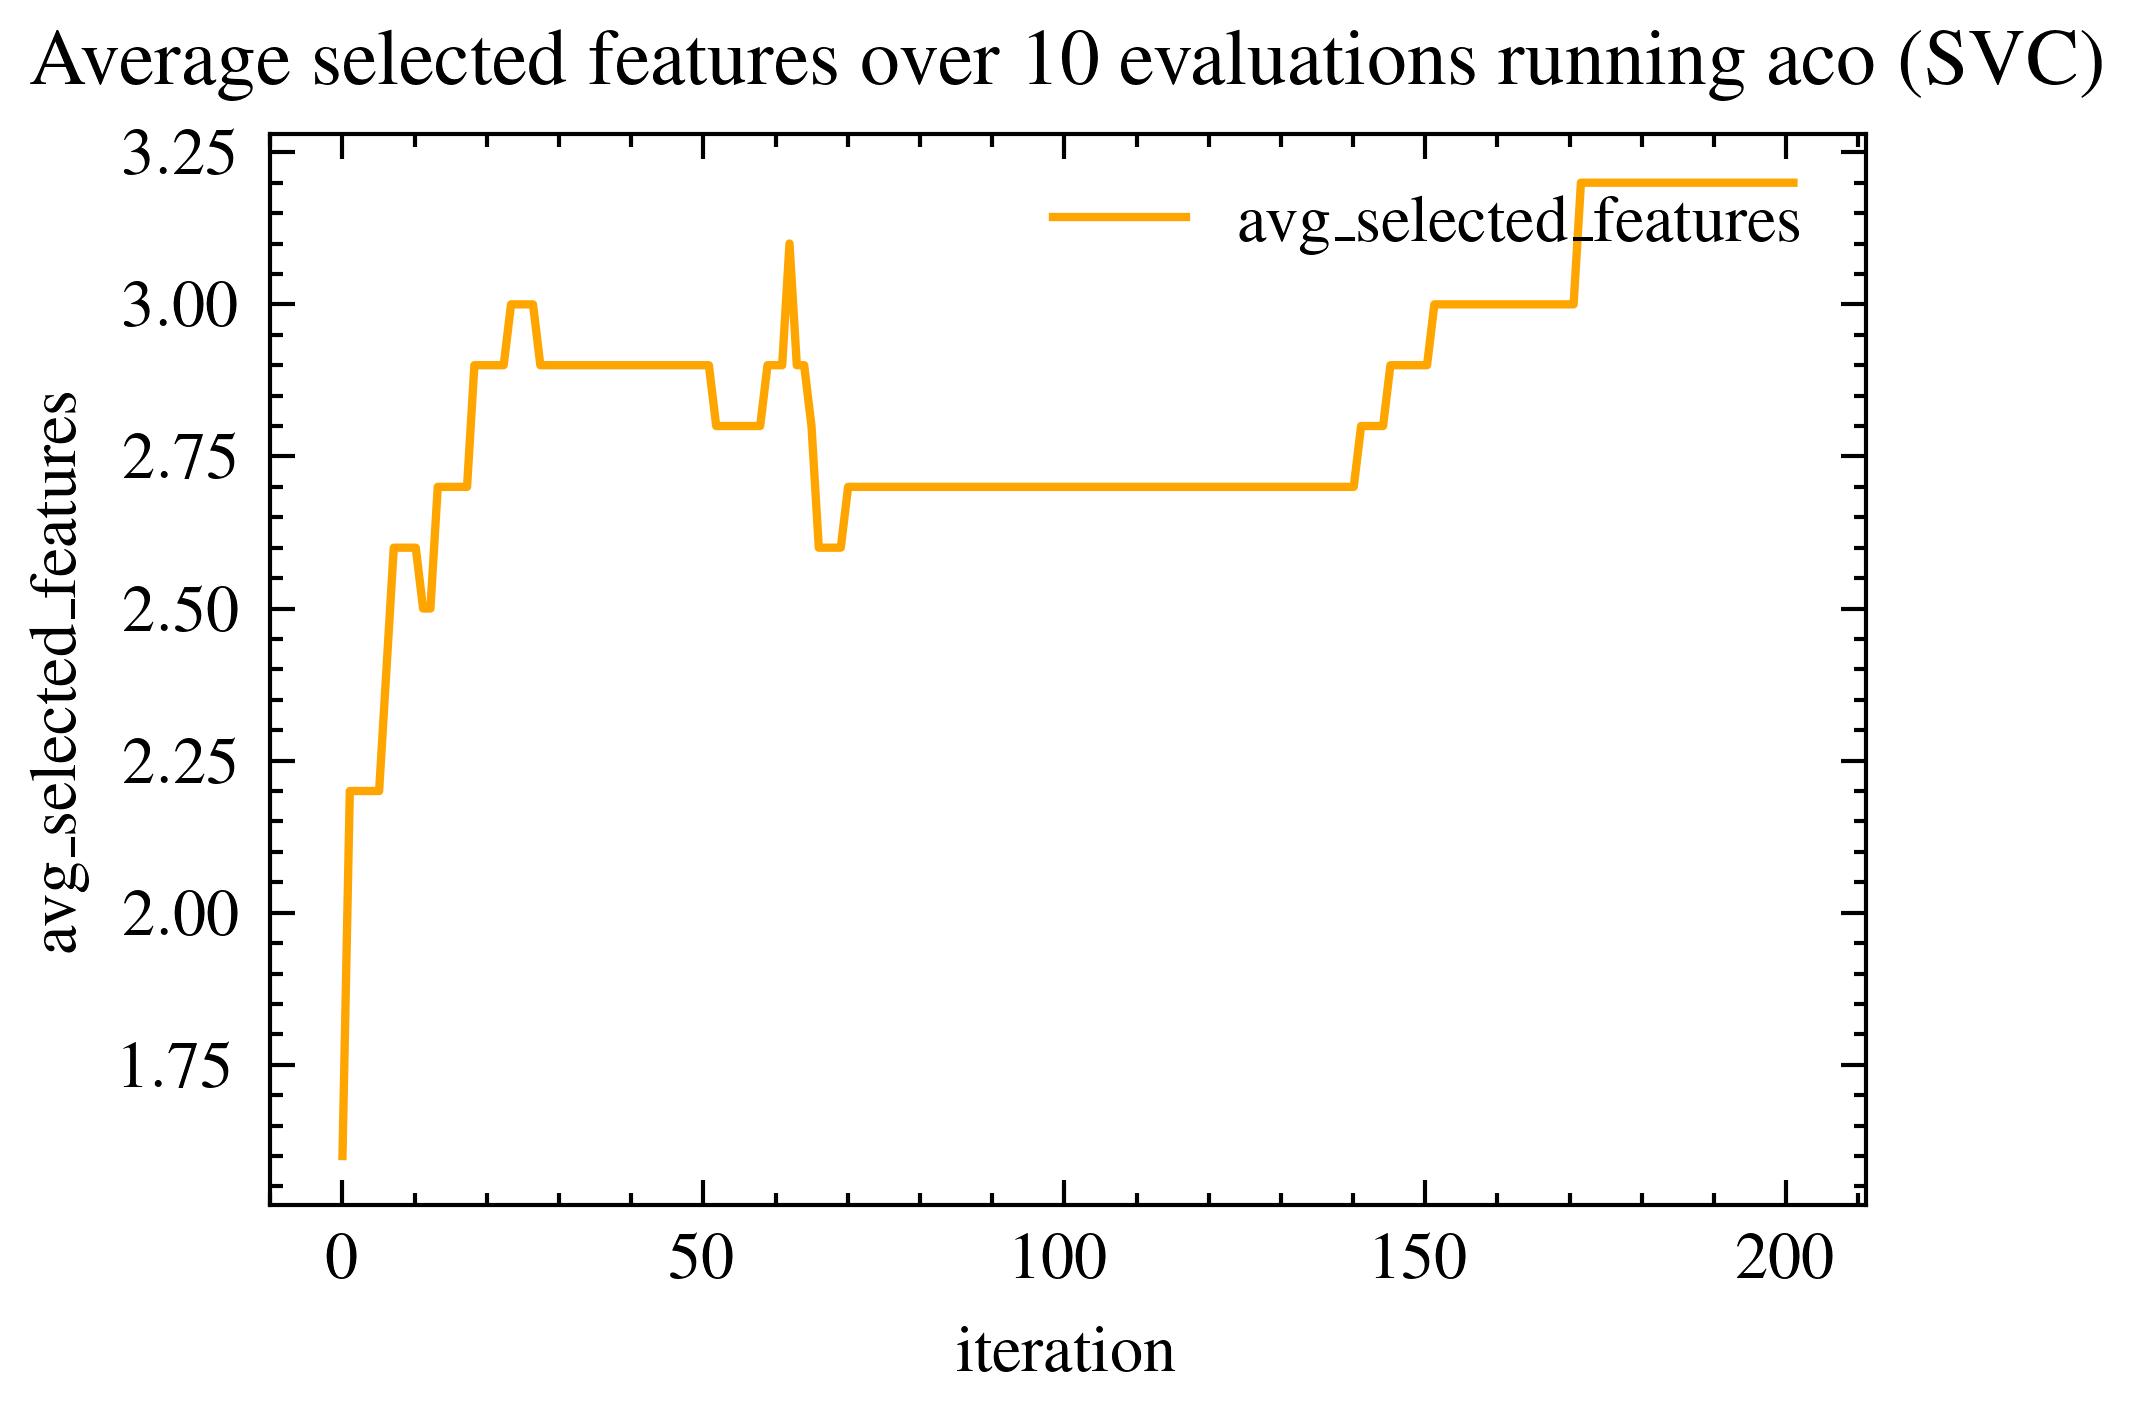 Average selected features over 10 evaluations running aco (SVC)
3.25
3.00
2.75
2.50
2.25
2.00
1.75
avg_selected_features
avg_selected_features
0 50 100 150 200
iteration